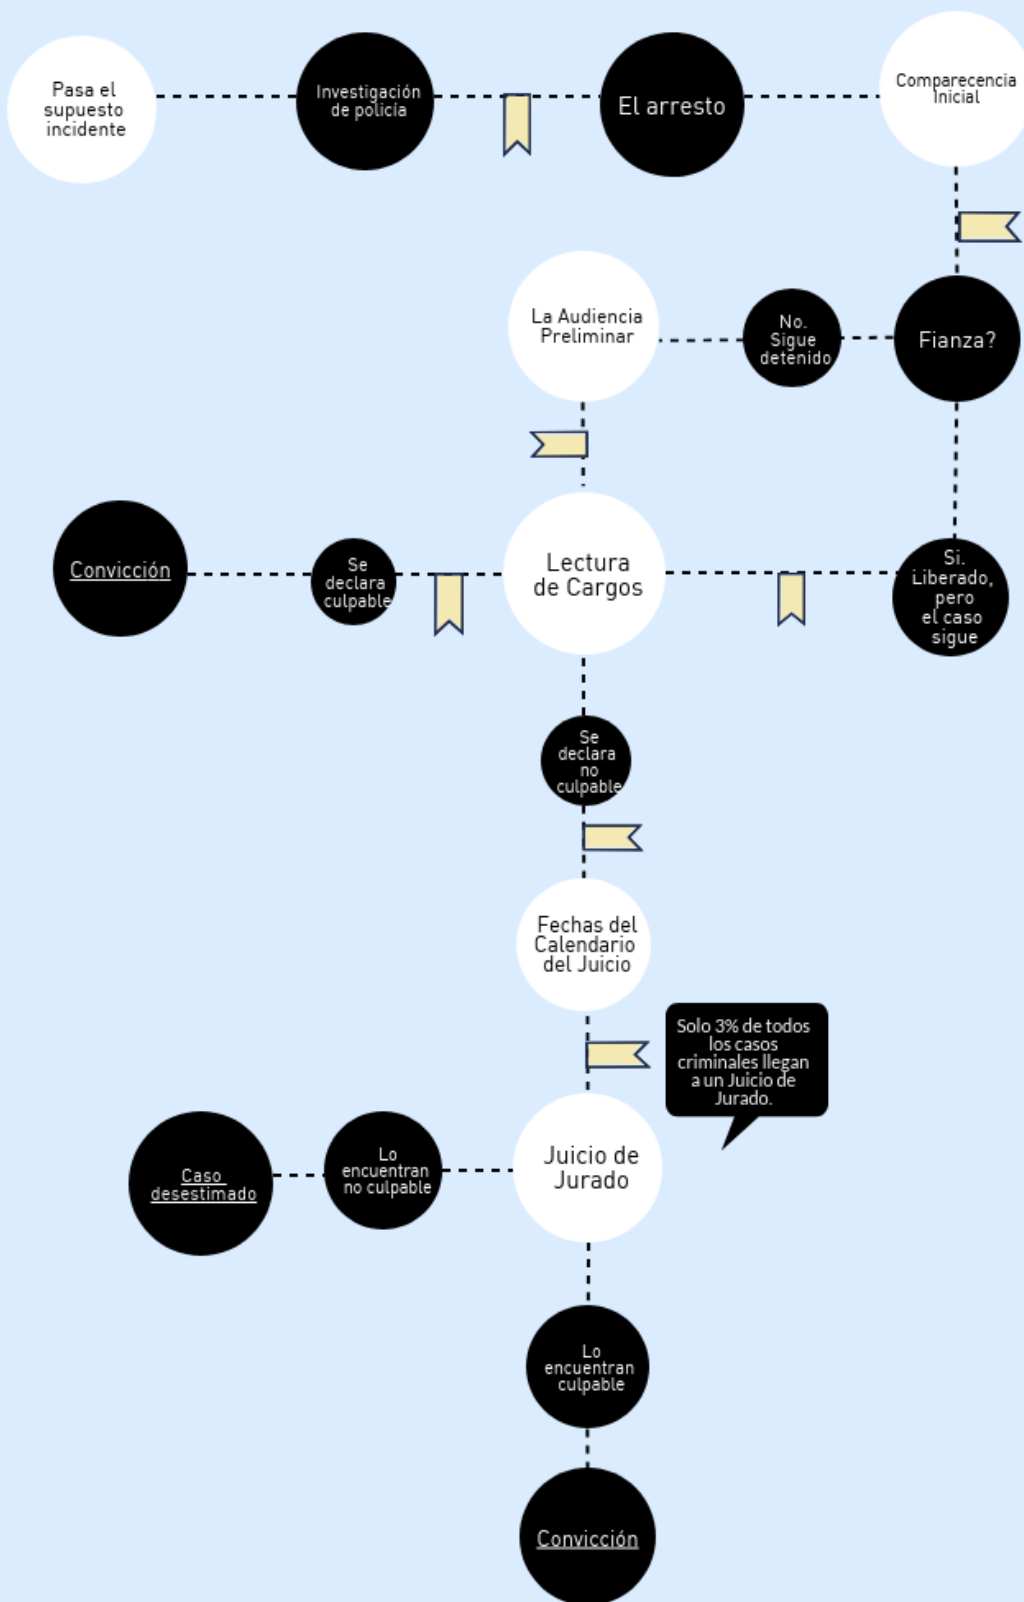 Pasa el
supuesto
incidente
Investigación
de policía
El arresto
Comparecencia
Inicial
La Audiencia
Preliminar
No.
Sigue
detenido
Fianza?
Convicción
Se
declara
culpable
Lectura
de Cargos
Si.
Liberado,
pero
el caso
sigue
Se
declara
no
culpable
Fechas del
Calendario
del Juicio
Solo 3% de todos
los casos
criminales llegan
a un Juicio de
Jurado.
Caso
desestimado
Lo
encuentran
no culpable
Juicio de
Jurado
Lo
encuentran
culpable
Convicción